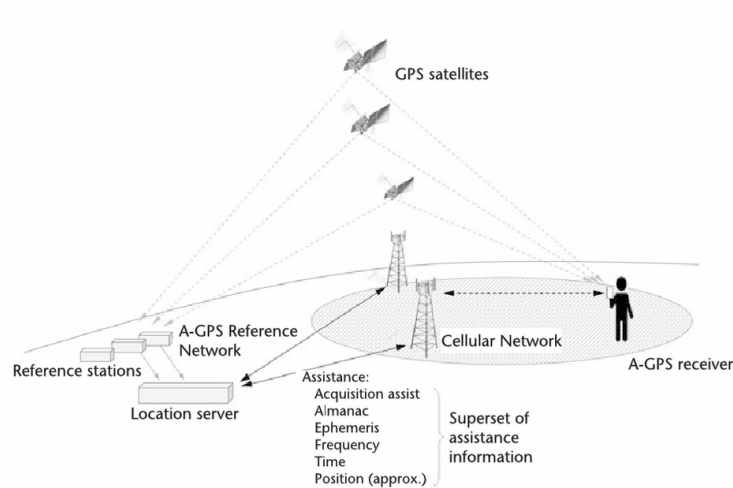 GPS satellites
A-GPS Reference
Network
Reference stations
Location server
Cellular Network
A-GPS receiver
Assistance:
Acquisition assist
Almanac
Ephemeris
Frequency
Time
Position (approx.)
Superset of
assistance
information